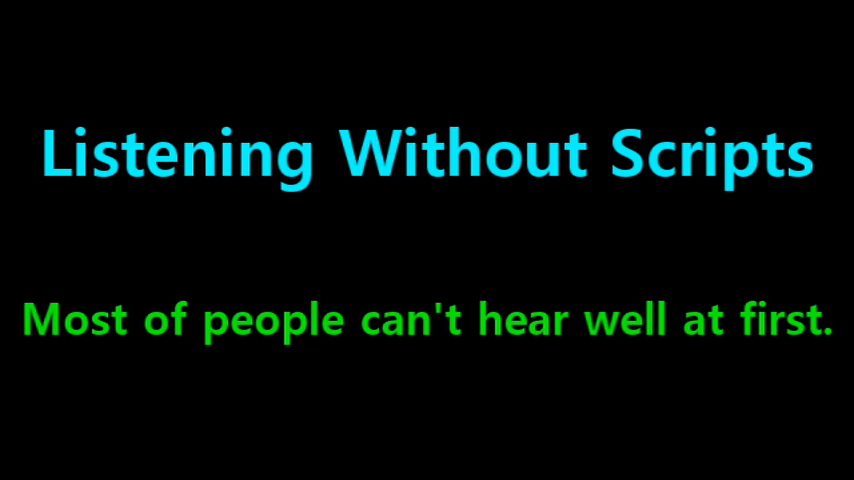 Listening Without Scripts
Most of people can't hear well at first.